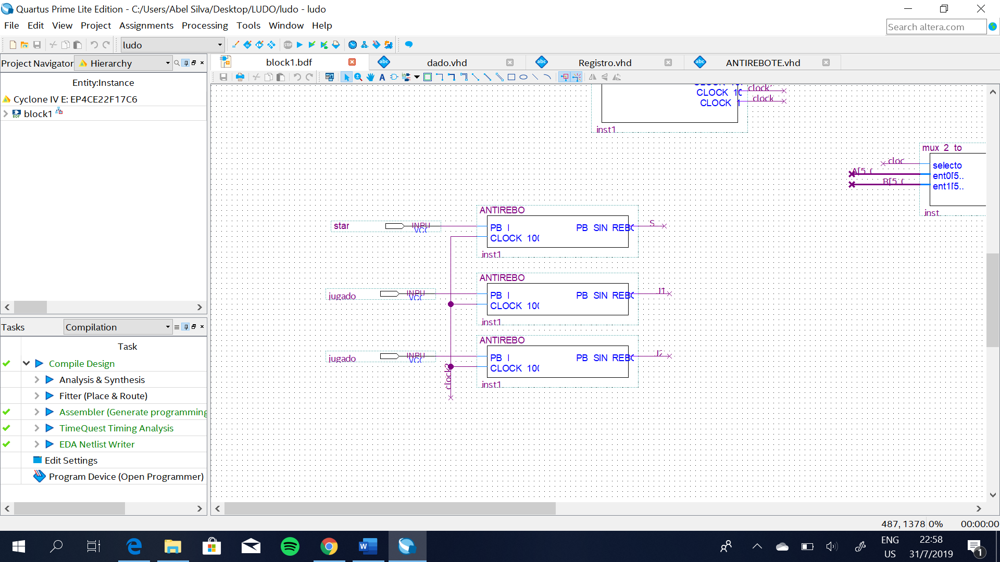 Quartus Prime Lite Edition - C:/Users/Abel Silva/Desktop/LUDO/ludo - ludo
File Edit View Project Assignments Processing Tools Window Help
Search altera.com
ludo
Project Navigator Hierarchy
block1.bdf dado.vhd Registro.vhd ANTIREBOTE.vhd
Entity:Instance
Cyclone IV E: EP4CE22F17C6
block1
CLOCK 10 clock
CLOCK 1 clock
inst1
mux 2 to
cloc
selecto
A[5 ent0[5..
B[5 ent1[5..
inst
ANTIREBO
star INPU VCC PB I PB SIN REBO S
CLOCK 100
inst1
ANTIREBO
jugado INPU VCC PB I PB SIN REBO J1
CLOCK 100
inst1
ANTIREBO
jugado INPU VCC PB I PB SIN REBO J2
CLOCK 100
clock
inst1
Tasks Compilation
Task
Compile Design
Analysis & Synthesis
Fitter (Place & Route)
Assembler (Generate programming
TimeQuest Timing Analysis
EDA Netlist Writer
Edit Settings
Program Device (Open Programmer)
487, 1378 0% 00:00:00
ENG 22:58
US 31/7/2019
1